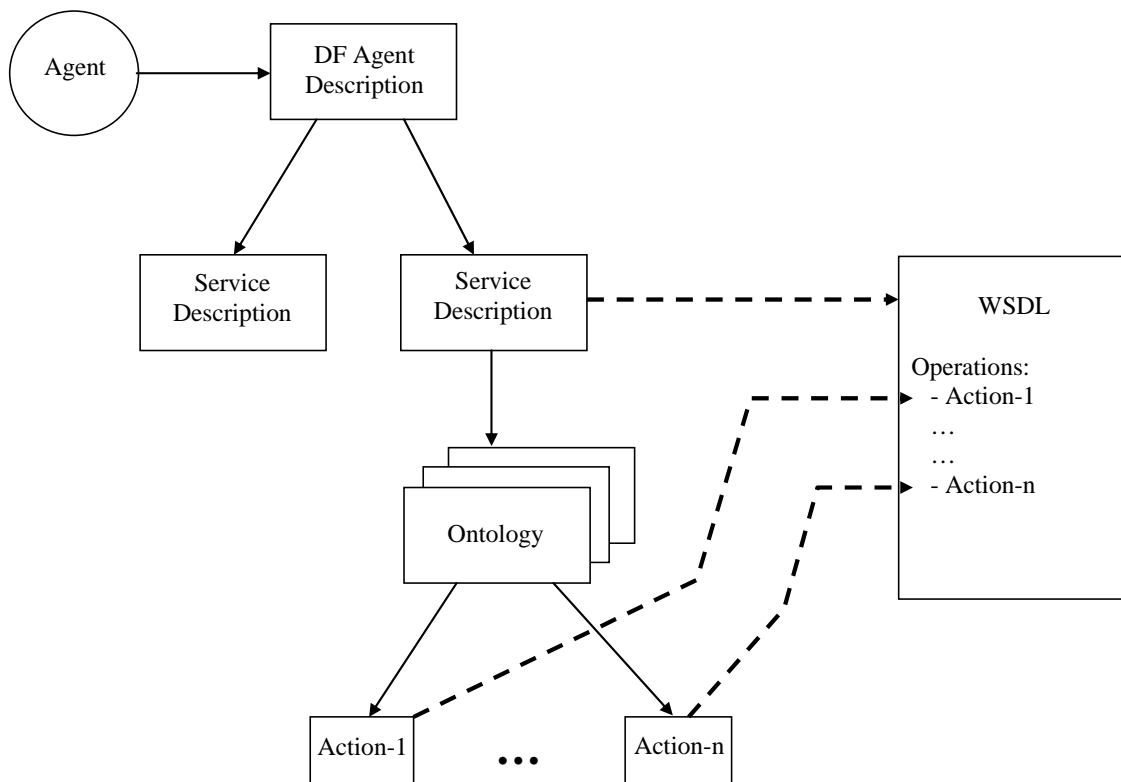 Agent
DF Agent
Description
Service
Description
Service
Description
WSDL
Operations:
- Action-1
…
…
- Action-n
Ontology
Action-1
...
Action-n